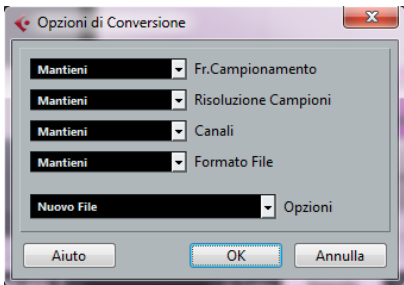 Opzioni di Conversione
Mantieni Fr.Campionamento
Mantieni Risoluzione Campioni
Mantieni Canali
Mantieni Formato File
Nuovo File Opzioni
Aiuto OK Annulla